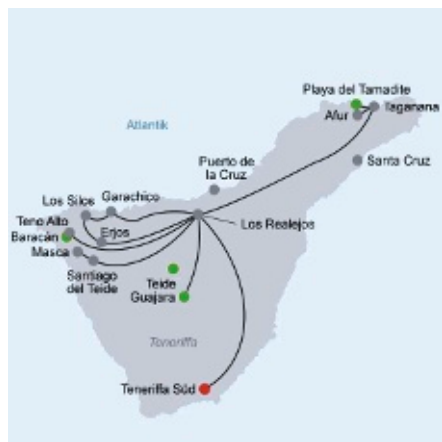 Playa del Tamadite
Taganana
Afur
Atlantik
Puerto de
la Cruz
Santa Cruz
Los Silos
Garachico
Teno Alto
Los Realejos
Baracán
Erjos
Masca
Santiago
del Teide
Teide
Guajara
Teneriffa
Teneriffa Süd